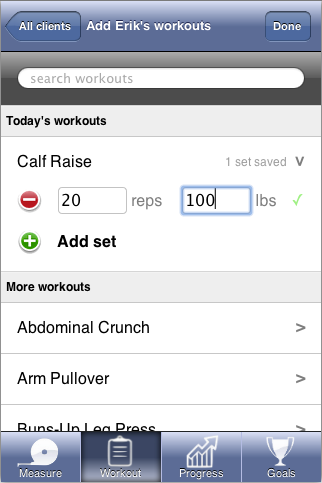 All clients
Add Erik's workouts
Done
search workouts
Today's workouts
Calf Raise
1 set saved
20 reps 100 lbs
Add set
More workouts
Abdominal Crunch
Arm Pullover
Buns-Up Leg Press
Measure
Workout
Progress
Goals